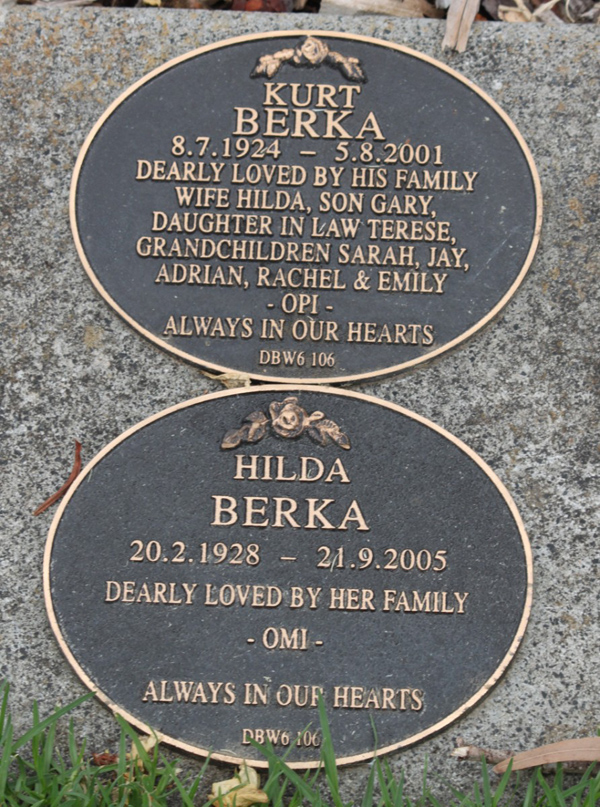 KURT
BERKA
8.7.1924 – 5.8.2001
DEARLY LOVED BY HIS FAMILY
WIFE HILDA, SON GARY,
DAUGHTER IN LAW TERESE,
GRANDCHILDREN SARAH, JAY,
ADRIAN, RACHEL & EMILY
- OPI -
ALWAYS IN OUR HEARTS
DBW6 106
HILDA
BERKA
20.2.1928 – 21.9.2005
DEARLY LOVED BY HER FAMILY
- OMI -
ALWAYS IN OUR HEARTS
DBW6 106